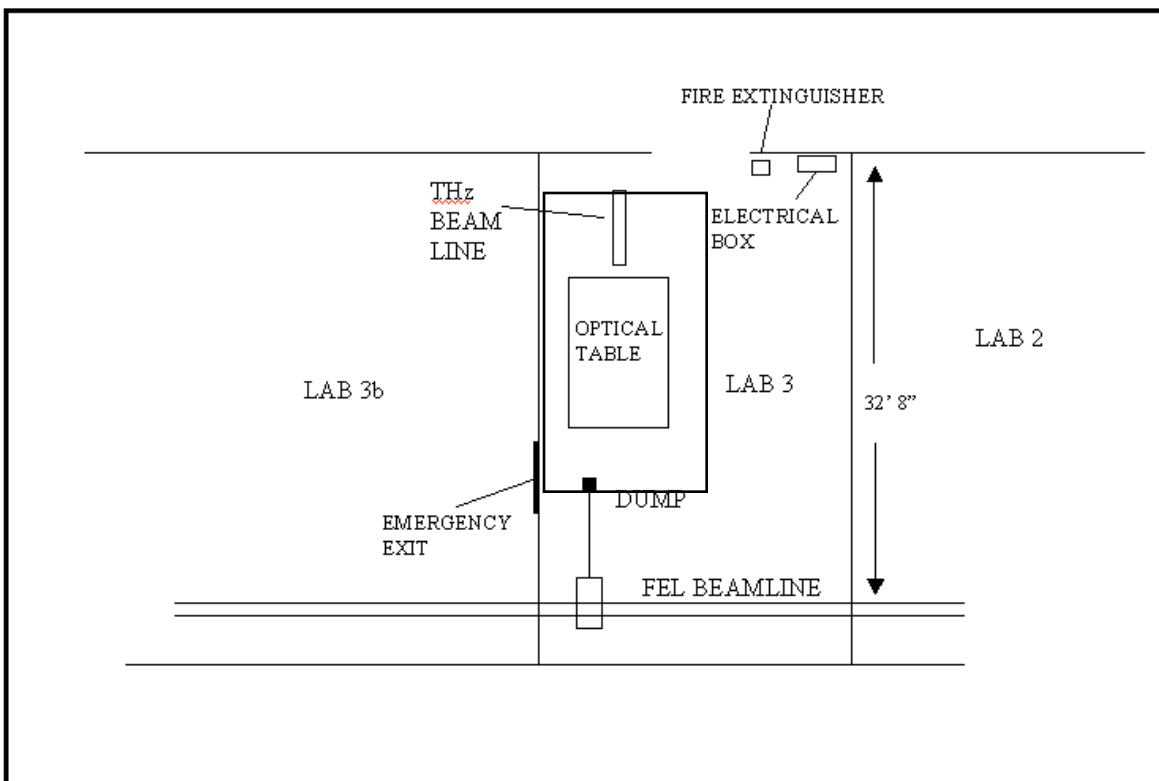 FIRE EXTINGUISHER
THz
BEAM
LINE
ELECTRICAL
BOX
OPTICAL
TABLE
LAB 2
LAB 3b
LAB 3
32’ 8”
DUMP
EMERGENCY
EXIT
FEL BEAMLINE